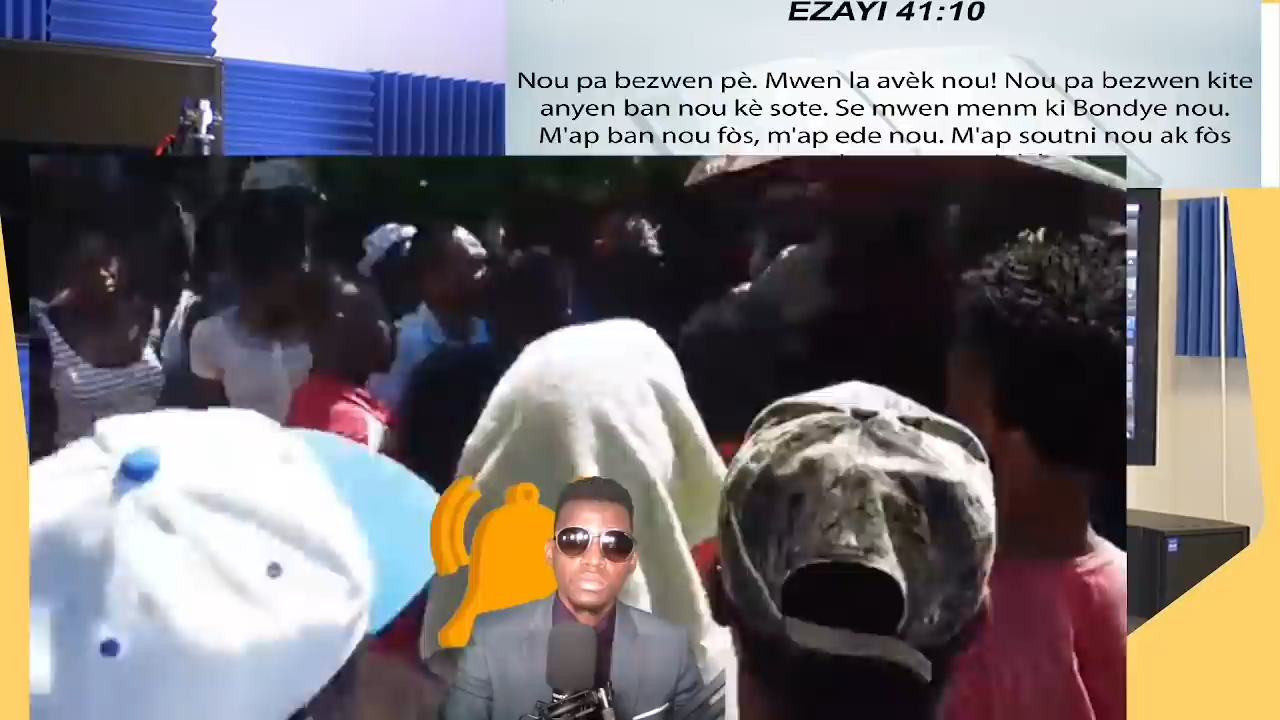 EZAYI 41:10
Nou pa bezwen pè. Mwen la avèk nou! Nou pa bezwen kite
anyen ban nou kè sote. Se mwen menm ki Bondye nou.
M'ap ban nou fòs, m'ap ede nou. M'ap soutni nou ak fòs